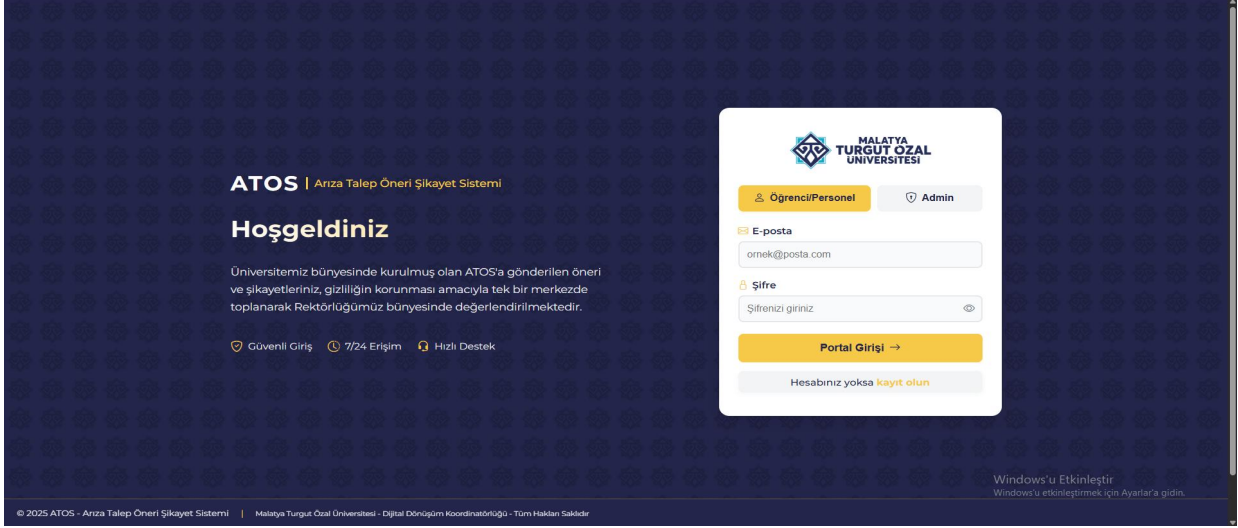 ATOS | Arıza Talep Öneri Şikayet Sistemi
Hoşgeldiniz
Üniversitemiz bünyesinde kurulmuş olan ATOS'a gönderilen öneri
ve şikayetleriniz, gizliliğin korunması amacıyla tek bir merkezde
toplanarak Rektörlüğümüz bünyesinde değerlendirilmektedir.
Güvenli Giriş 7/24 Erişim Hızlı Destek
MALATYA
TURGUT ÖZAL
ÜNİVERSİTESİ
Öğrenci/Personel Admin
E-posta
ornek@posta.com
Şifre
Şifrenizi giriniz
Portal Girişi →
Hesabınız yoksa kayıt olun
Windows'u Etkinleştir
Windows'u etkinleştirmek için Ayarlar'a gidin.
© 2025 ATOS - Arıza Talep Öneri Şikayet Sistemi | Malatya Turgut Özal Üniversitesi - Dijital Dönüşüm Koordinatörlüğü - Tüm Hakları Saklıdır